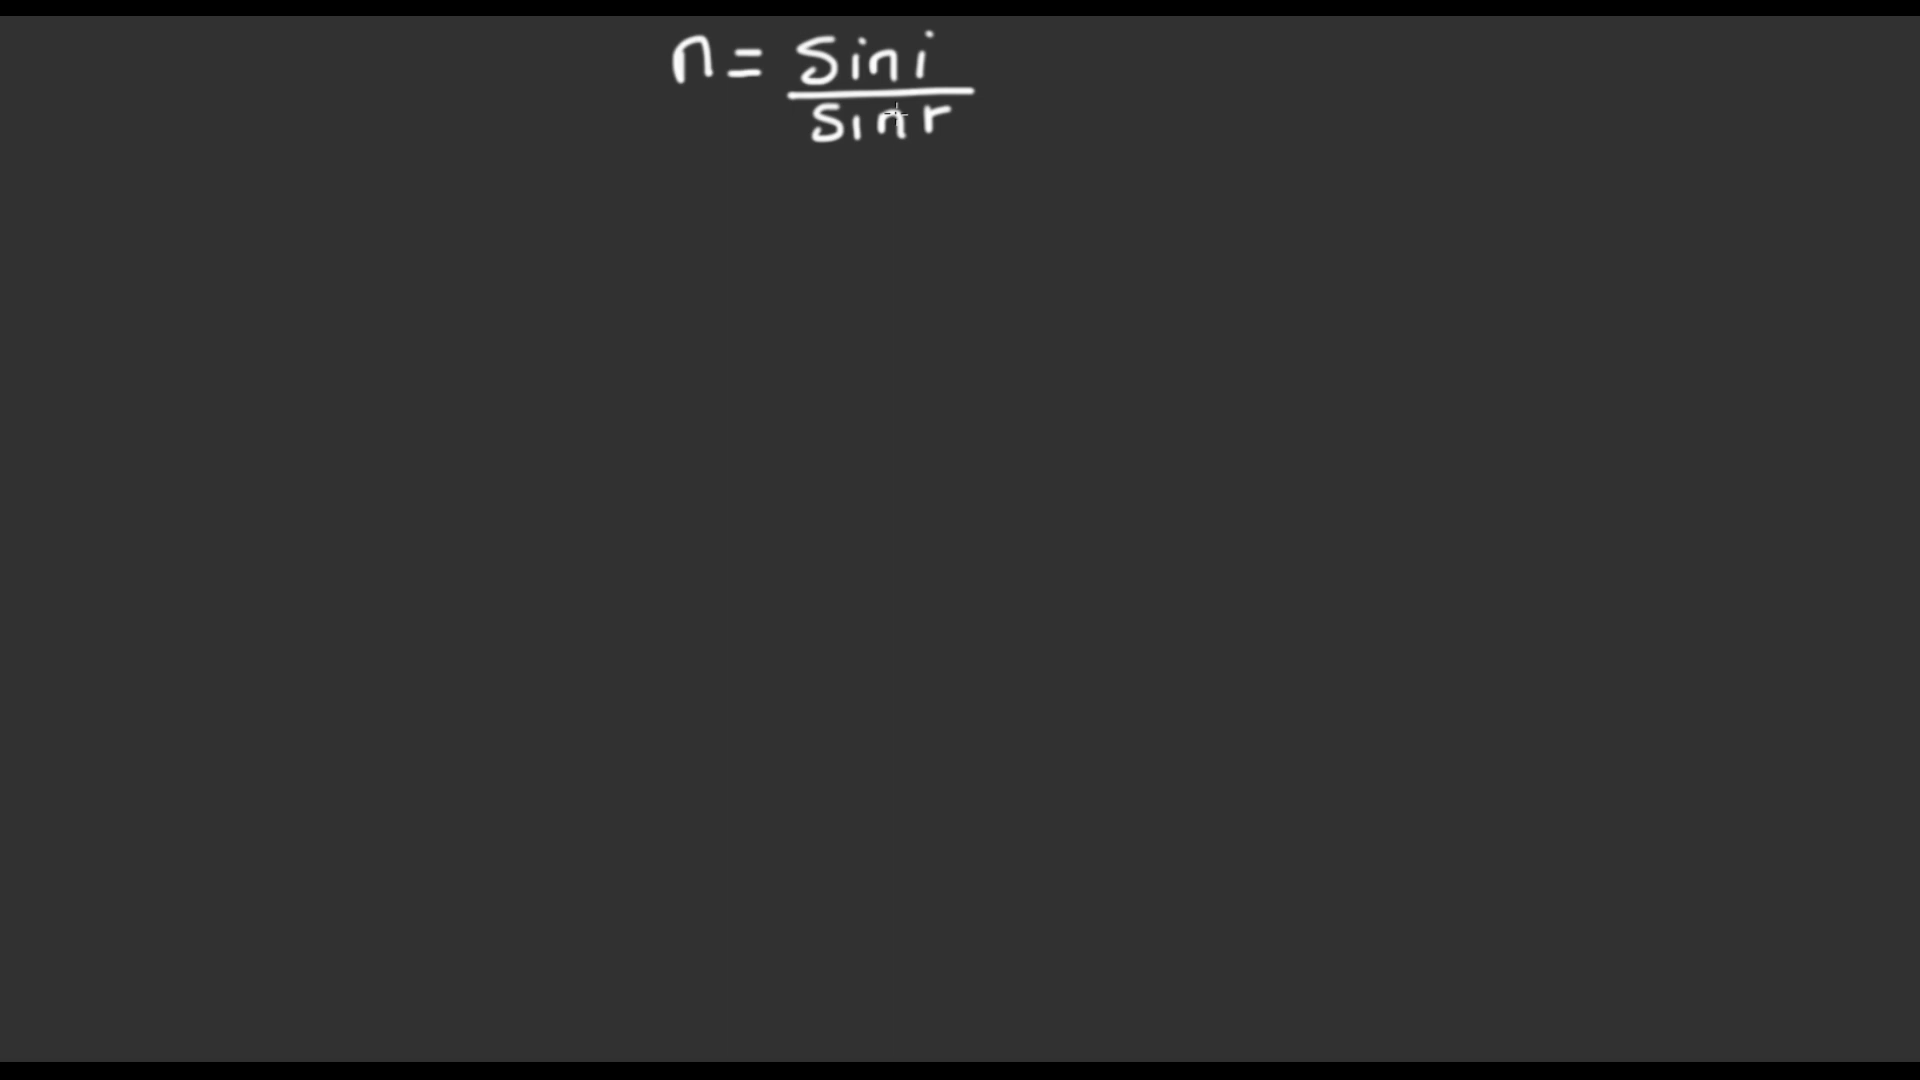 n = sin i
sin r